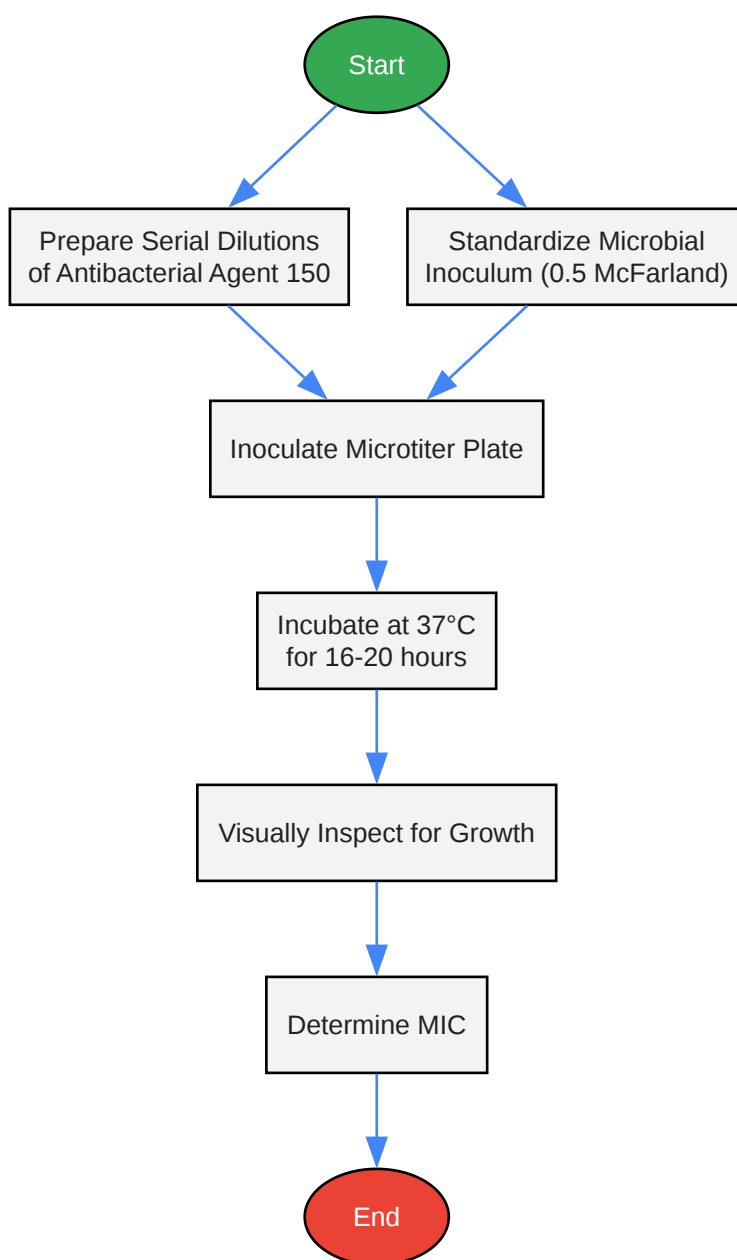 Start
Prepare Serial Dilutions
of Antibacterial Agent 150
Standardize Microbial
Inoculum (0.5 McFarland)
Inoculate Microtiter Plate
Incubate at 37°C
for 16-20 hours
Visually Inspect for Growth
Determine MIC
End